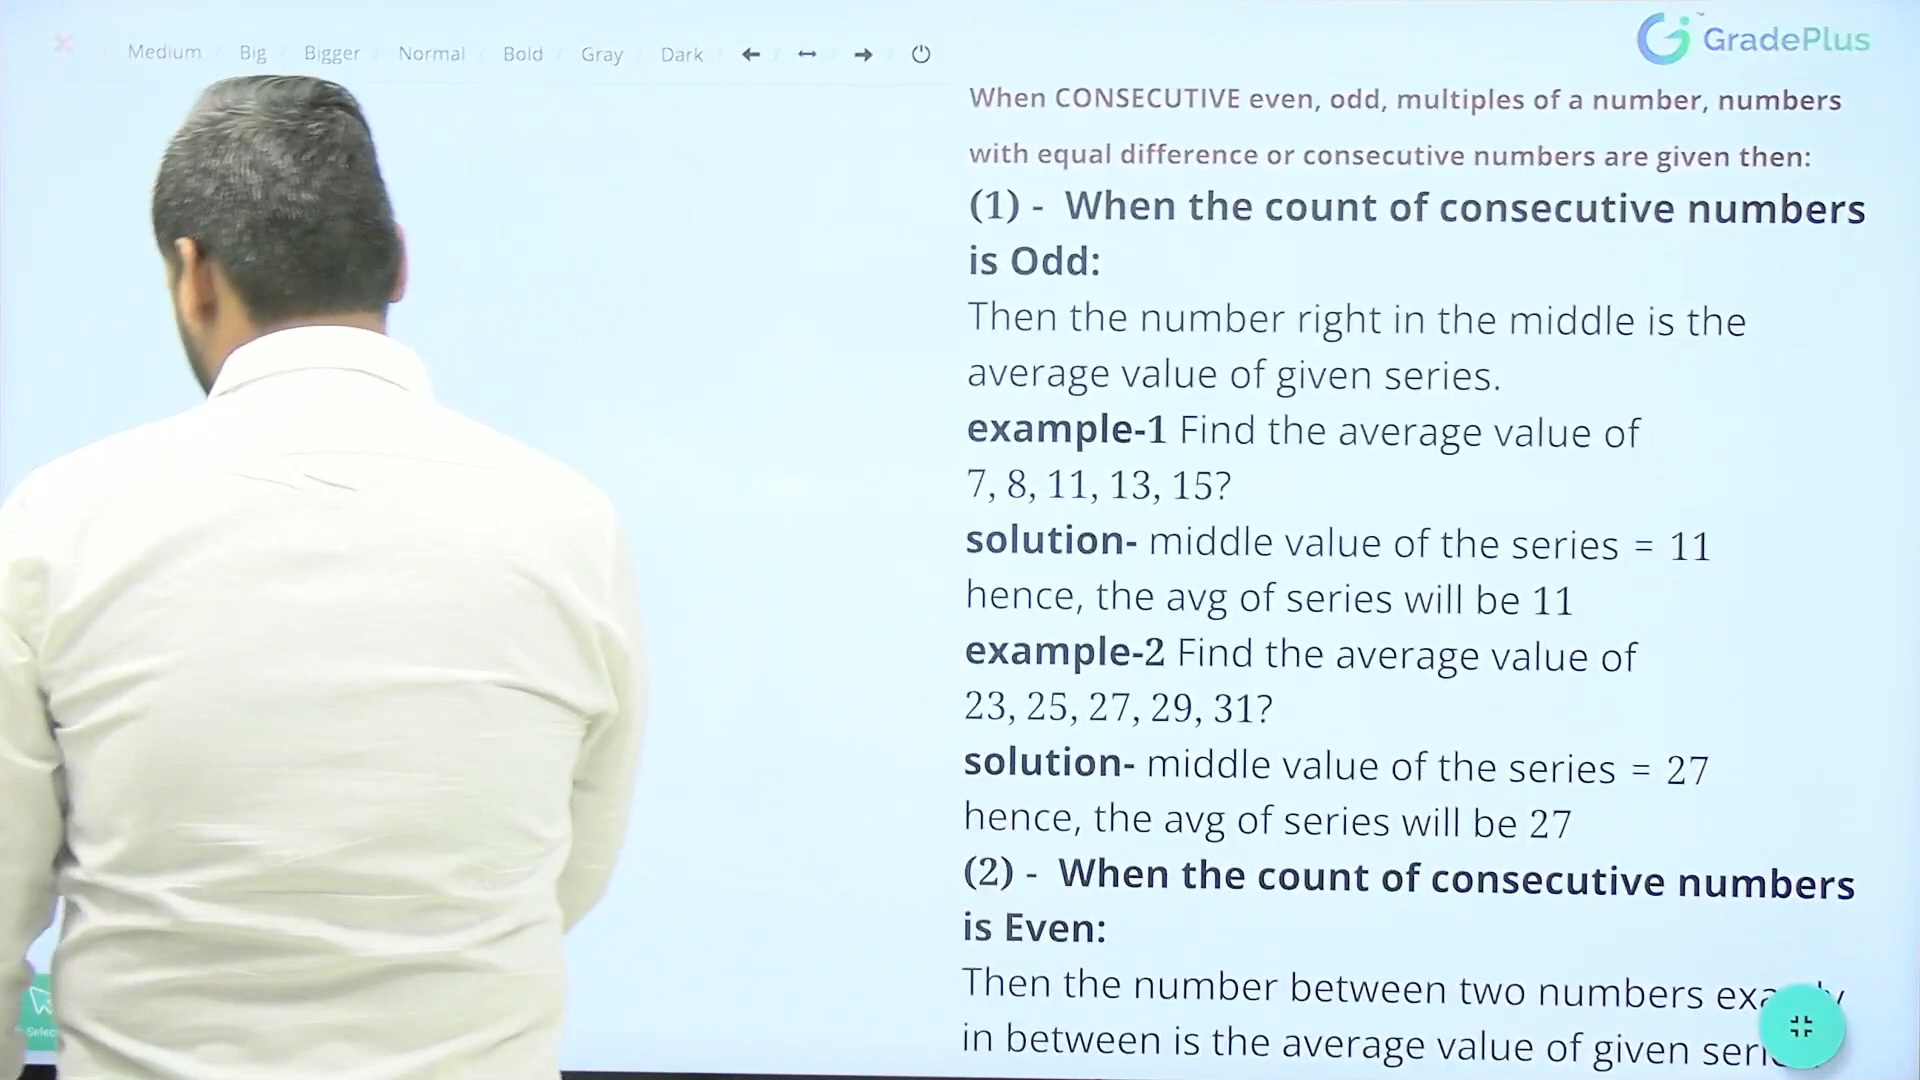 Medium / Big / Bigger / Normal / Bold / Gray / Dark
GradePlus
When CONSECUTIVE even, odd, multiples of a number, numbers
with equal difference or consecutive numbers are given then:
(1) - When the count of consecutive numbers
is Odd:
Then the number right in the middle is the
average value of given series.
example-1 Find the average value of
7, 8, 11, 13, 15?
solution- middle value of the series = 11
hence, the avg of series will be 11
example-2 Find the average value of
23, 25, 27, 29, 31?
solution- middle value of the series = 27
hence, the avg of series will be 27
(2) - When the count of consecutive numbers
is Even:
Then the number between two numbers
in between is the average value of given